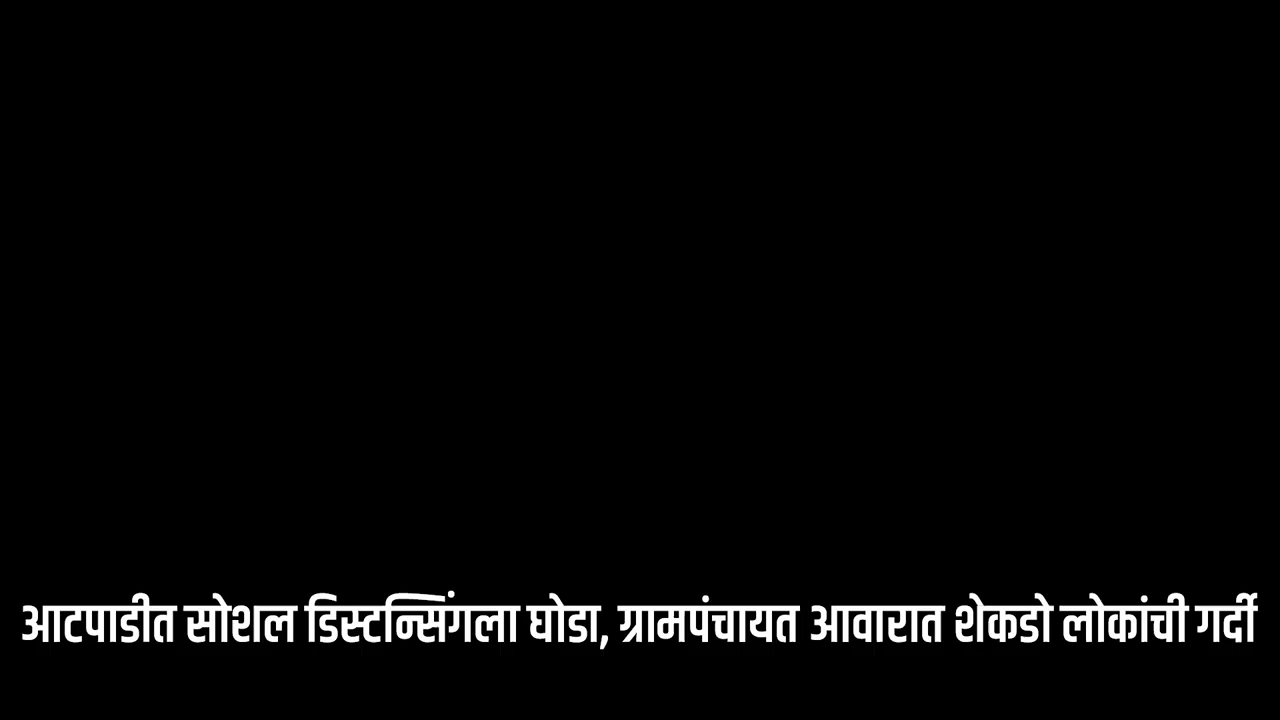 आटपाडीत सोशल डिस्टन्सिंगला घोडा, ग्रामपंचायत आवारात शेकडो लोकांची गर्दी